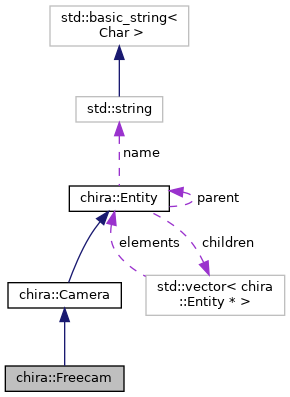 std::basic_string<
Char >
std::string
name
chira::Entity
parent
elements
children
chira::Camera
std::vector< chira
::Entity * >
chira::Freecam